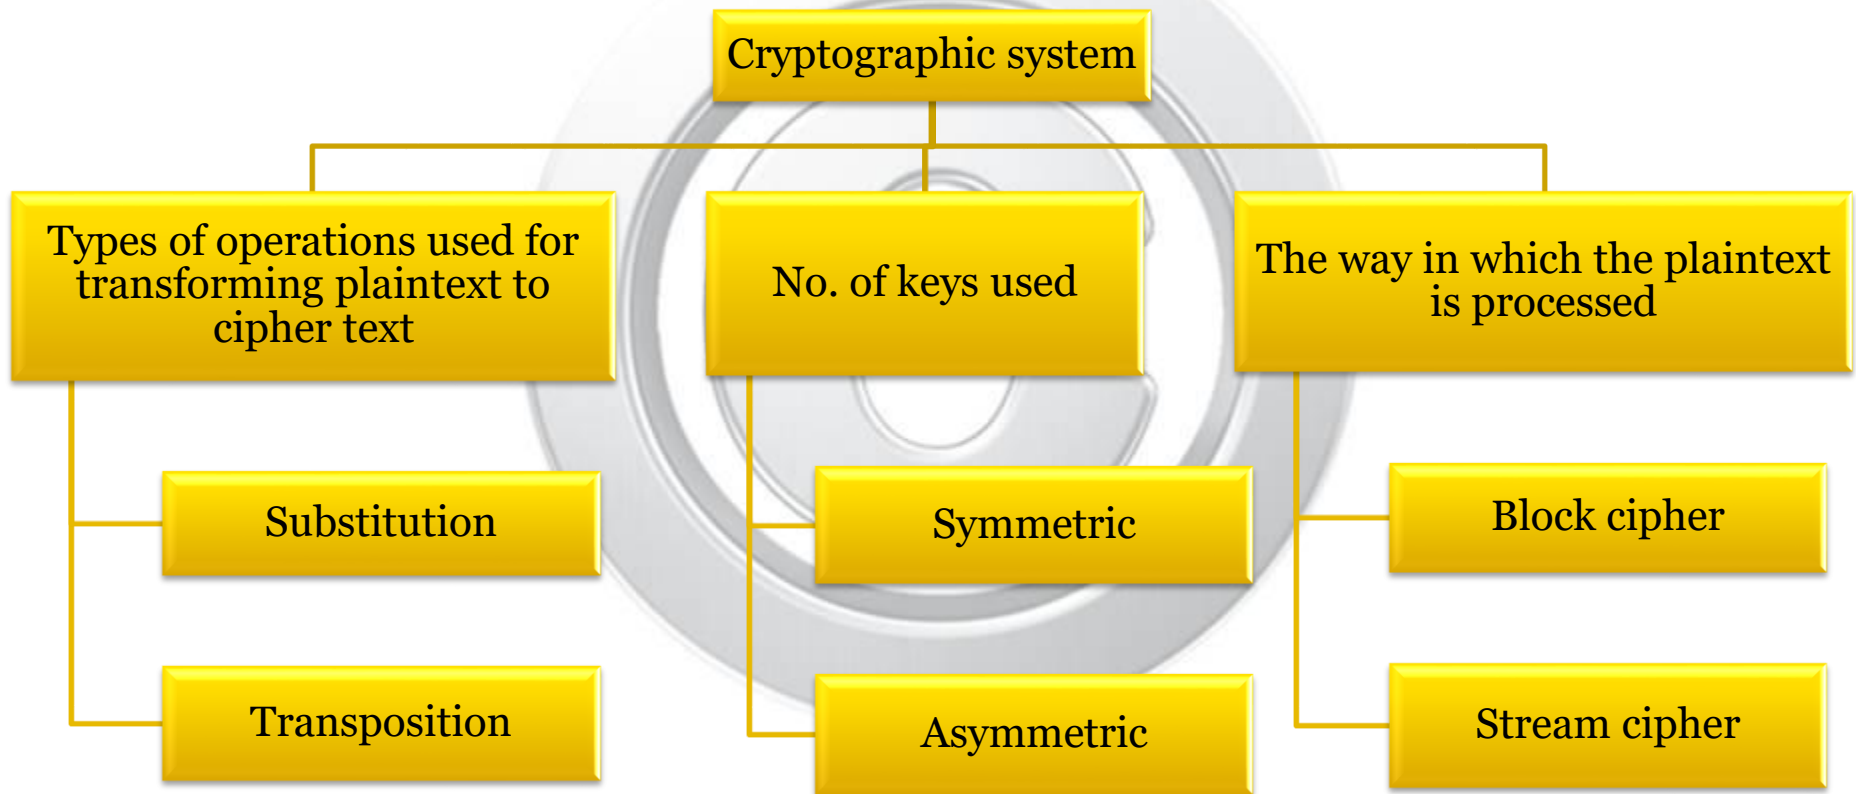 Cryptographic system
Types of operations used for
transforming plaintext to
cipher text
No. of keys used
The way in which the plaintext
is processed
Substitution
Symmetric
Block cipher
Transposition
Asymmetric
Stream cipher